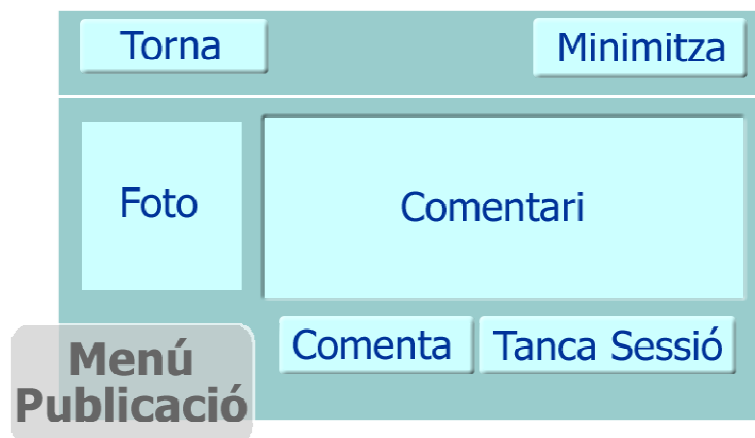 Torna
Minimitza
Foto
Comentari
Comenta
Tanca Sessió
Menú
Publicació